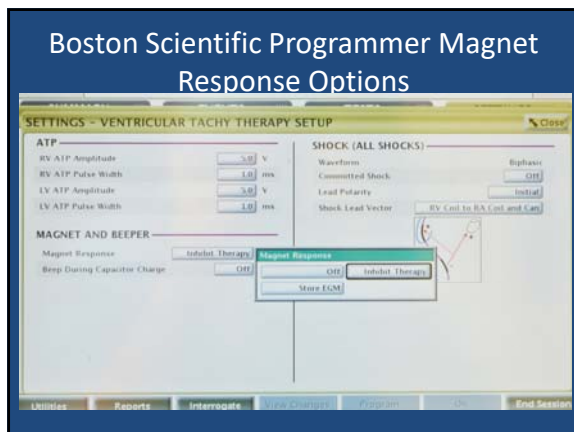 Boston Scientific Programmer Magnet
Response Options
SETTINGS - VENTRICULAR TACHY THERAPY SETUP
Close
ATP
RV ATP Amplitude 5.0 V
RV ATP Pulse Width 1.0 ms
LV ATP Amplitude 5.0 V
LV ATP Pulse Width 1.0 ms
MAGNET AND BEEPER
Magnet Response Inhibit Therapy
Beep During Capacitor Charge Off
SHOCK (ALL SHOCKS)
Waveform Biphasic
Committed Shock Off
Lead Polarity Initial
Shock Lead Vector RV Coil to RA Coil and Can
Magnet Response
Off Inhibit Therapy
Store EGM
Utilities Reports Interrogate View Changes Program End Session